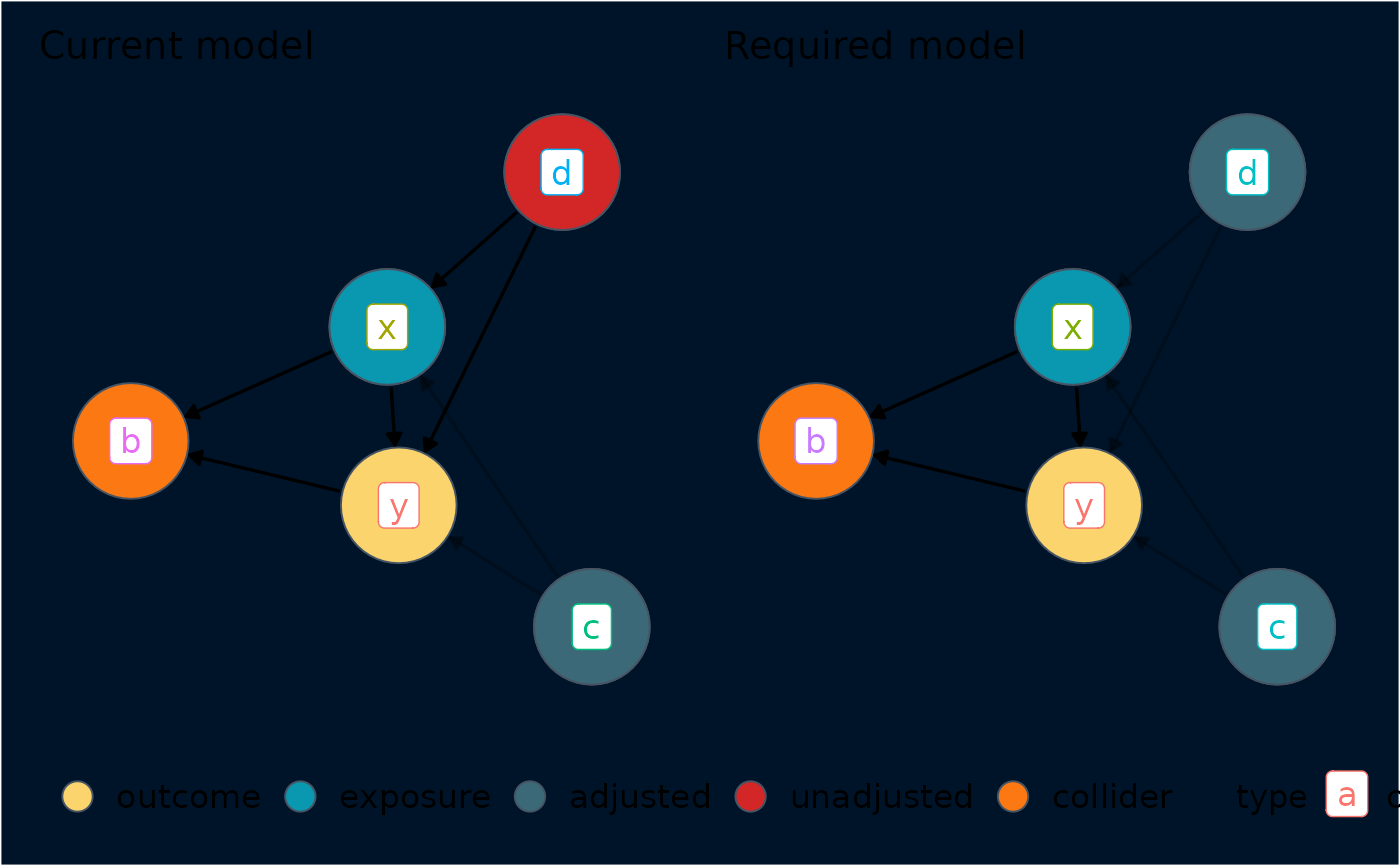 Current model Required model
d d
x x
b b
y y
c c
outcome exposure adjusted unadjusted collider type a